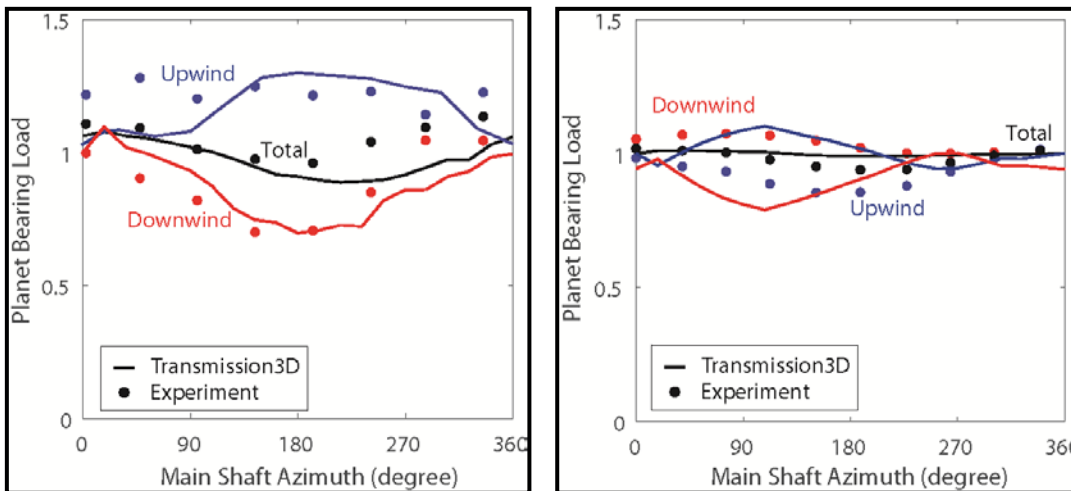 1.5
Upwind
Total
1
Downwind
0.5
Planet Bearing Load
Transmission3D
Experiment
0
0 90 180 270 360
Main Shaft Azimuth (degree)
1.5
Downwind
Total
1
Upwind
0.5
Planet Bearing Load
Transmission3D
Experiment
0
0 90 180 270 360
Main Shaft Azimuth (degree)